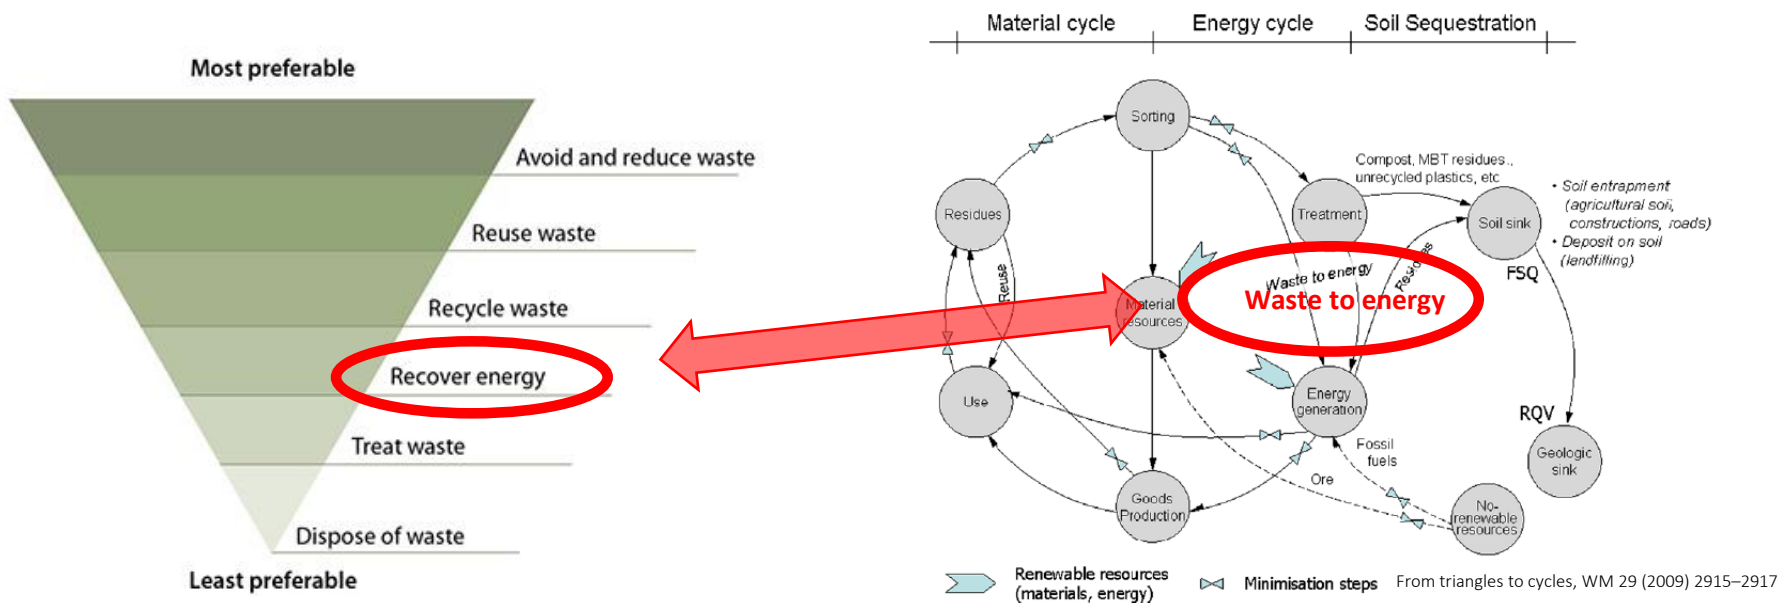 Most preferable
Avoid and reduce waste
Reuse waste
Recycle waste
Recover energy
Treat waste
Dispose of waste
Least preferable
Material cycle
Energy cycle
Soil Sequestration
Sorting
Residues
Treatment
Compost, MBT residues.,
unrecycled plastics, etc
Soil sink
• Soil entrapment
(agricultural soil,
constructions, roads)
• Deposit on soil
(landfilling)
FSQ
Reuse
Material
resources
Waste to energy
Waste to energy
Residues
Use
Energy
generation
RQV
Geologic
sink
Fossil
fuels
Ore
Goods
Production
No-
renewable
resources
Renewable resources
(materials, energy)
Minimisation steps
From triangles to cycles, WM 29 (2009) 2915–2917